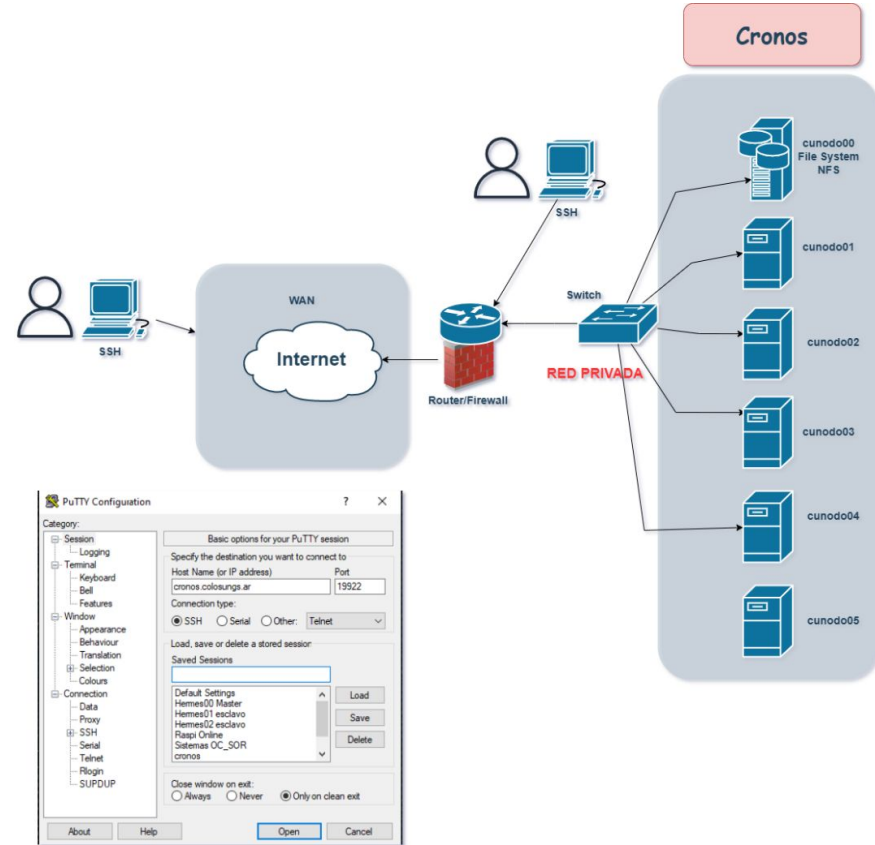 Cronos
cunodo00
File System
NFS
cunodo01
cunodo02
cunodo03
cunodo04
cunodo05
SSH
Switch
RED PRIVADA
Router/Firewall
WAN
Internet
SSH
PuTTY Configuration
? ×
Category:
Session
Logging
Terminal
Keyboard
Bell
Features
Window
Appearance
Behaviour
Translation
Selection
Colours
Connection
Data
Proxy
SSH
Serial
Telnet
Rlogin
SUPDUP
Basic options for your PuTTY session
Specify the destination you want to connect to
Host Name (or IP address) Port
cronos.colosungs.ar 19922
Connection type:
SSH Serial Other: Telnet
Load, save or delete a stored session
Saved Sessions
Default Settings
Hermes00 Master
Hermes01 esclavo
Hermes02 esclavo
Raspi Online
Sistemas OC_SOR
cronos
Load
Save
Delete
Close window on exit:
Always Never Only on clean exit
About Help Open Cancel